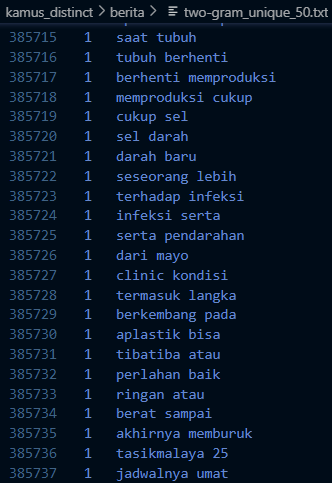 kamus_distinct > berita > two-gram_unique_50.txt
385715 1 saat tubuh
385716 1 tubuh berhenti
385717 1 berhenti memproduksi
385718 1 memproduksi cukup
385719 1 cukup sel
385720 1 sel darah
385721 1 darah baru
385722 1 seseorang lebih
385723 1 terhadap infeksi
385724 1 infeksi serta
385725 1 serta pendarahan
385726 1 dari mayo
385727 1 clinic kondisi
385728 1 termasuk langka
385729 1 berkembang pada
385730 1 aplastik bisa
385731 1 tibatiba atau
385732 1 perlahan baik
385733 1 ringan atau
385734 1 berat sampai
385735 1 akhirnya memburuk
385736 1 tasikmalaya 25
385737 1 jadwalnya umat